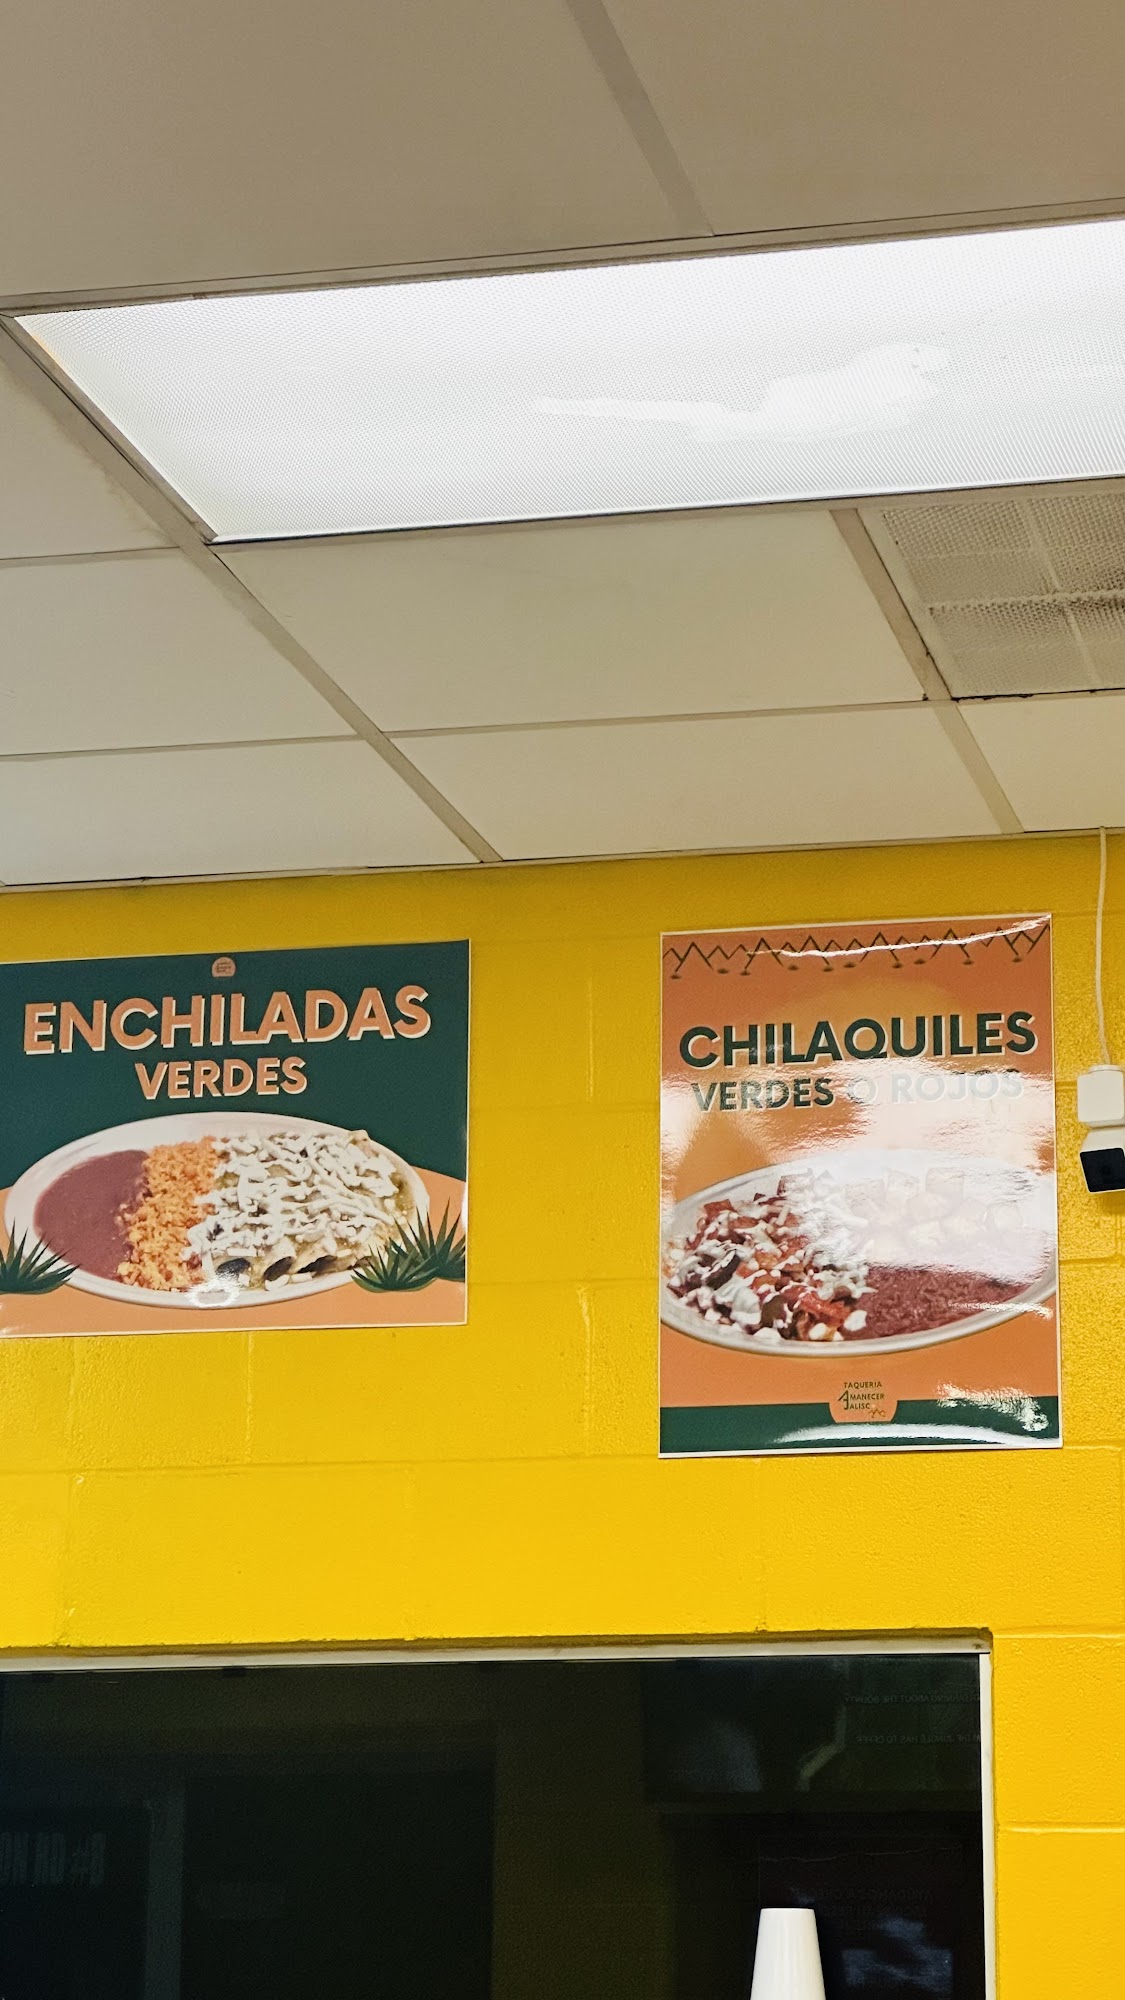 ENCHILADAS
VERDES
CHILAQUILES
VERDES O ROJOS
TAQUERIA
AMANECER
JALISCO